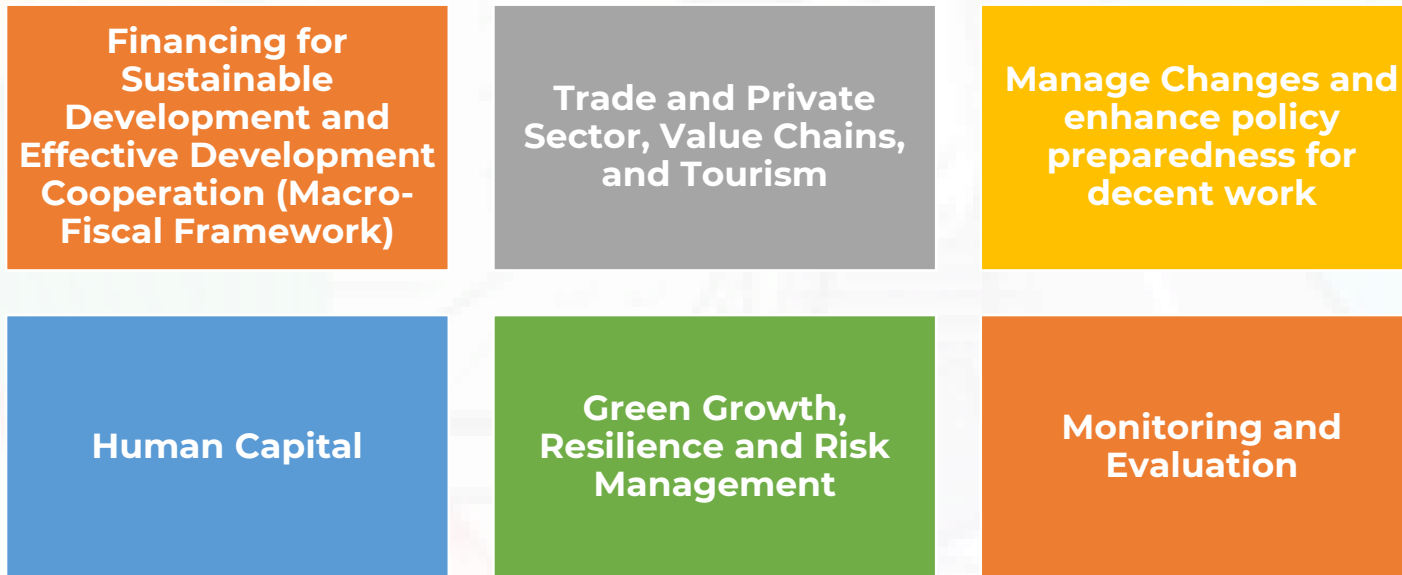 Financing for
Sustainable
Development and
Effective Development
Cooperation (Macro-
Fiscal Framework)
Trade and Private
Sector, Value Chains,
and Tourism
Manage Changes and
enhance policy
preparedness for
decent work
Human Capital
Green Growth,
Resilience and Risk
Management
Monitoring and
Evaluation